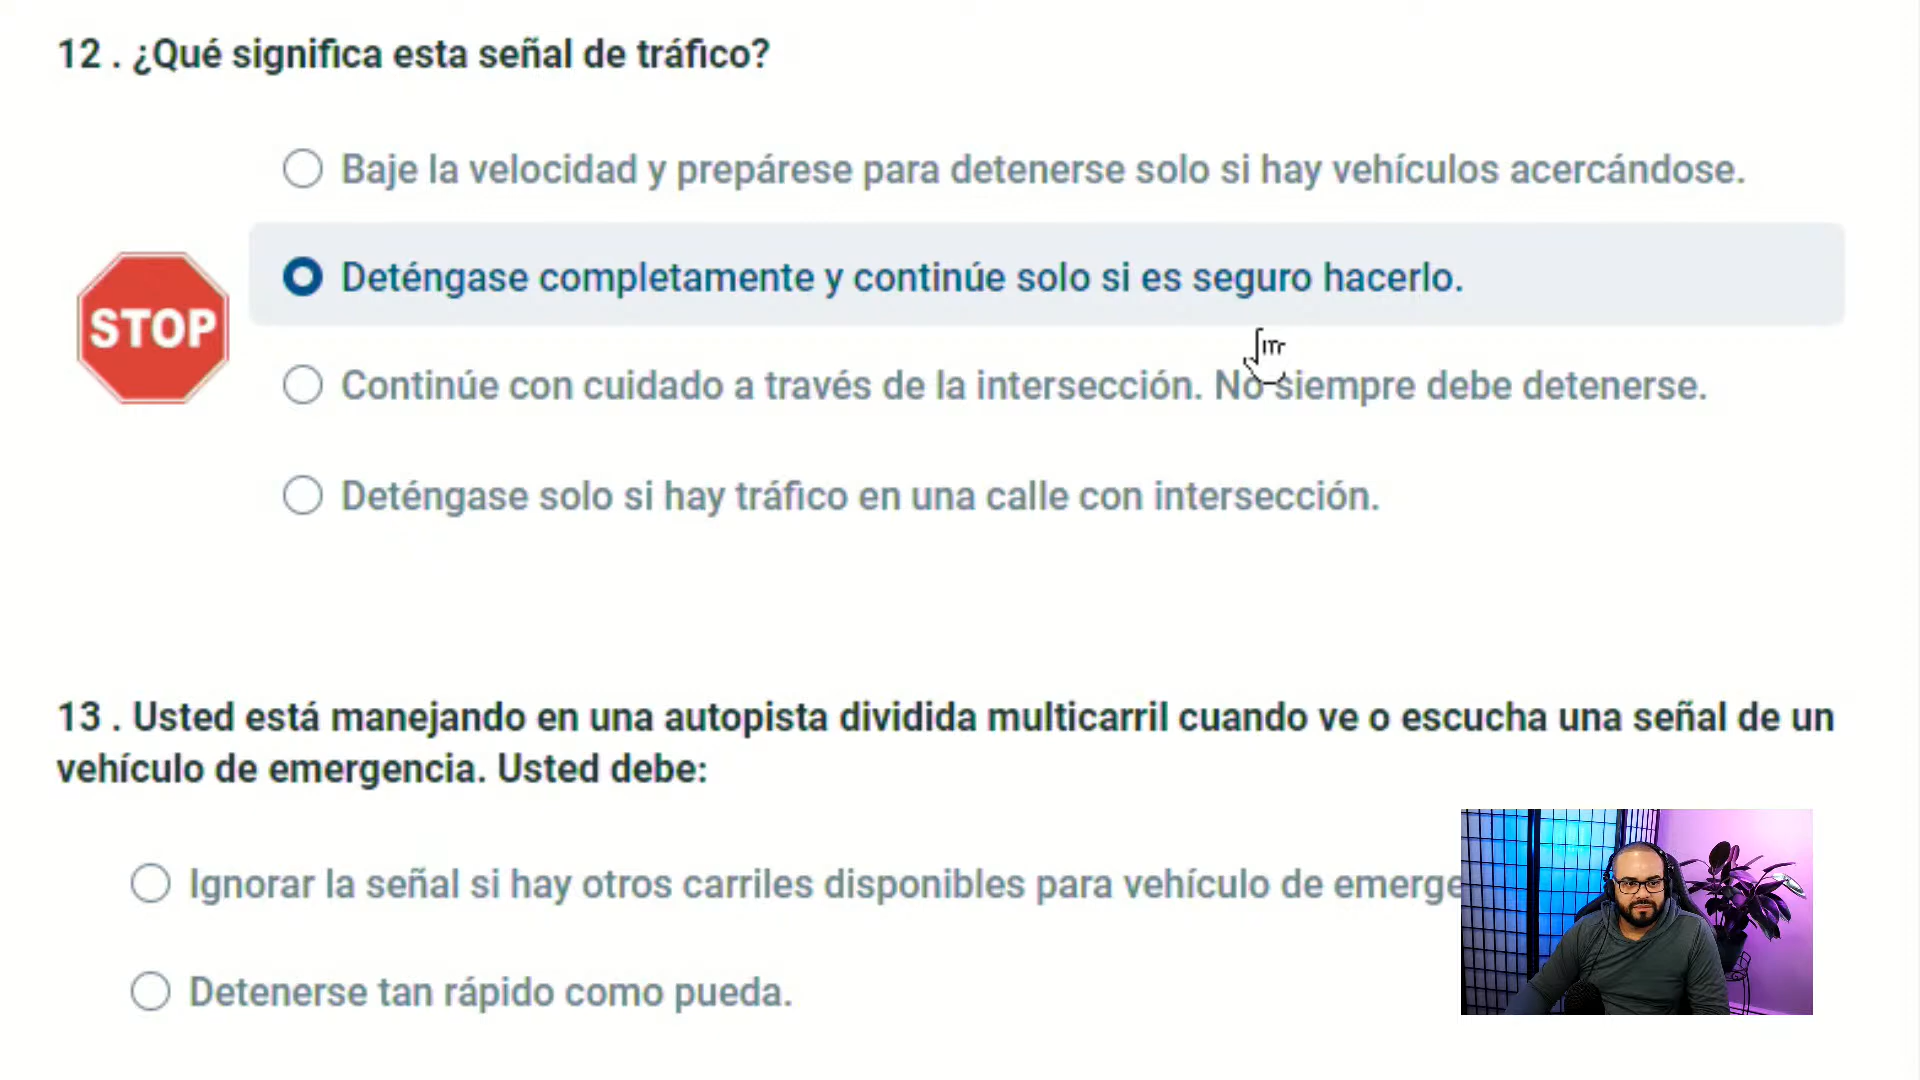 12 . ¿Qué significa esta señal de tráfico?
Baje la velocidad y prepárese para detenerse solo si hay vehículos acercándose.
Deténgase completamente y continúe solo si es seguro hacerlo.
STOP
Continúe con cuidado a través de la intersección. No siempre debe detenerse.
Deténgase solo si hay tráfico en una calle con intersección.
13 . Usted está manejando en una autopista dividida multicarril cuando ve o escucha una señal de un
vehículo de emergencia. Usted debe:
Ignorar la señal si hay otros carriles disponibles para vehículo de
Detenerse tan rápido como pueda.